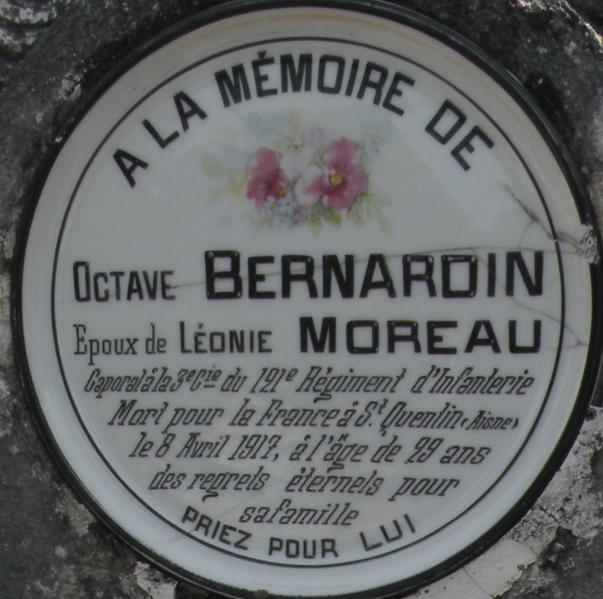 A LA MÉMOIRE DE
OCTAVE BERNARDIN
Epoux de LÉONIE MOREAU
Caporal à la 3e Cie du 191e Régiment d'Infanterie
Mort pour la France à St Quentin (Aisne)
le 8 Avril 1917, à l'âge de 29 ans
des regrets éternels pour
sa famille
PRIEZ POUR LUI